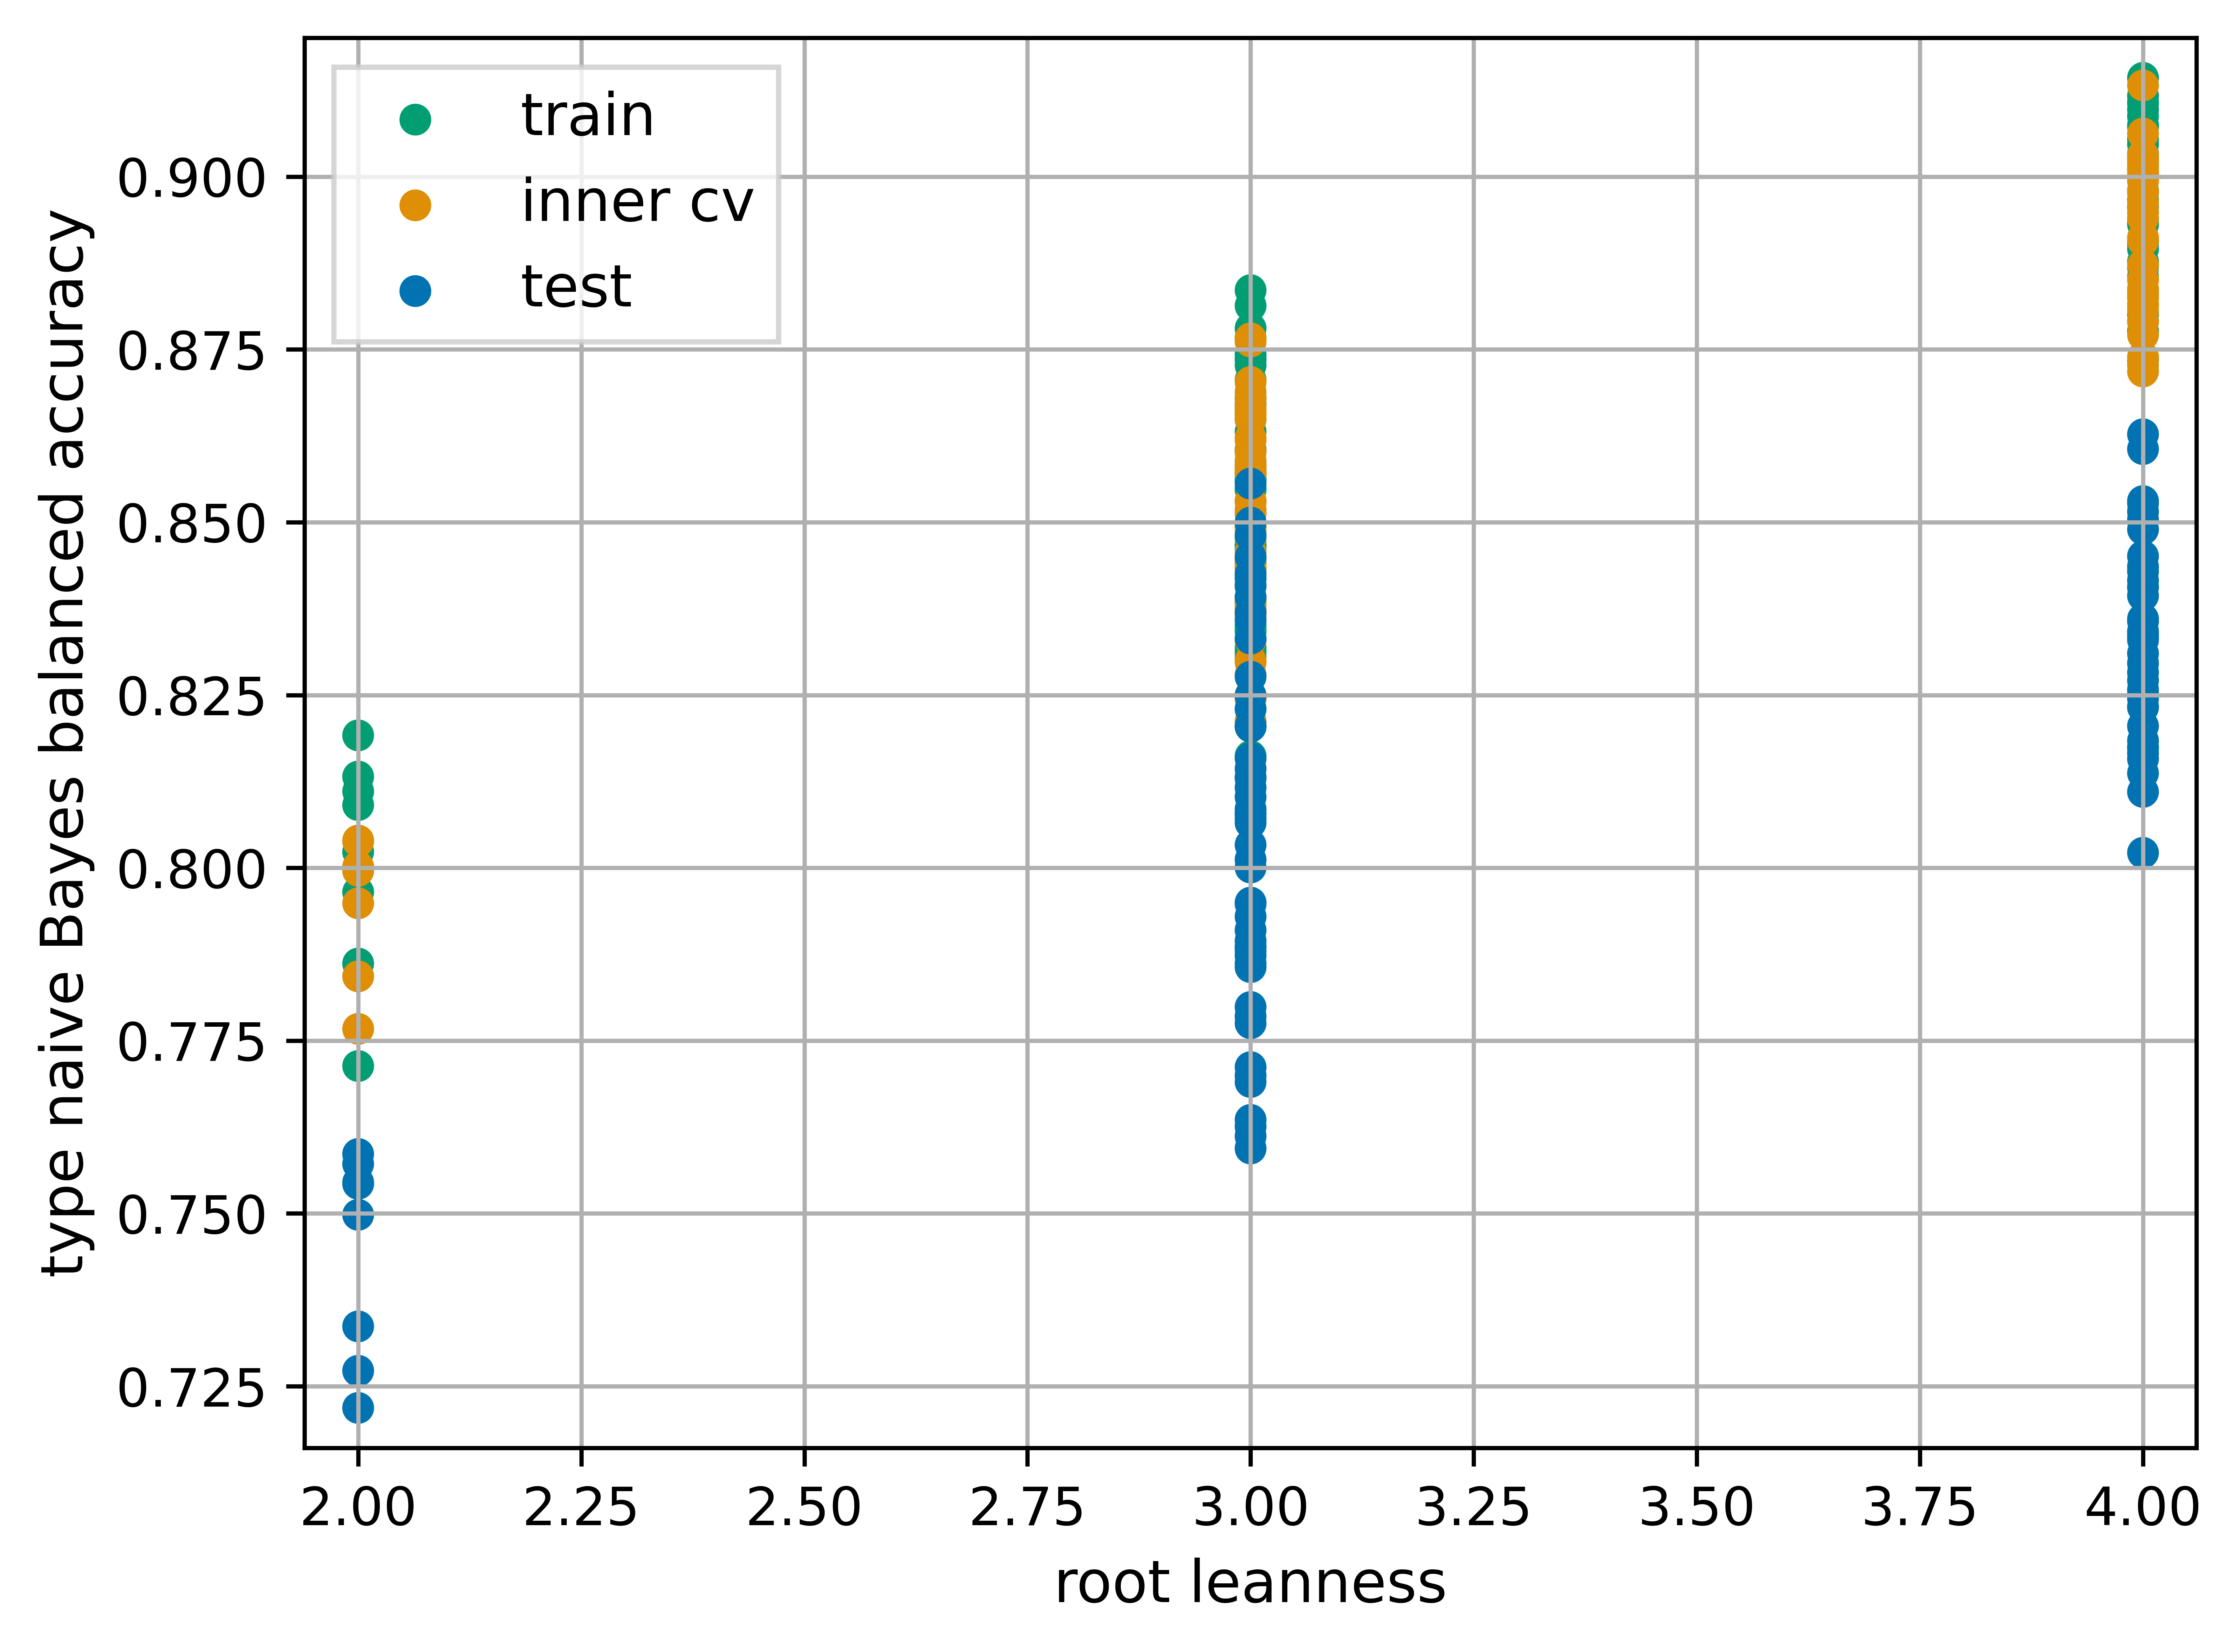 train
inner cv
test
0.900
0.875
0.850
0.825
0.800
0.775
0.750
0.725
type naive Bayes balanced accuracy
2.00 2.25 2.50 2.75 3.00 3.25 3.50 3.75 4.00
root leanness